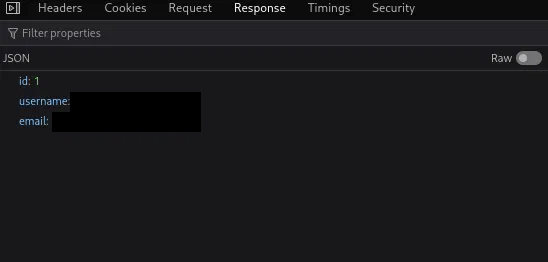 Headers Cookies Request Response Timings Security
Filter properties
JSON Raw
id: 1
username:
email: